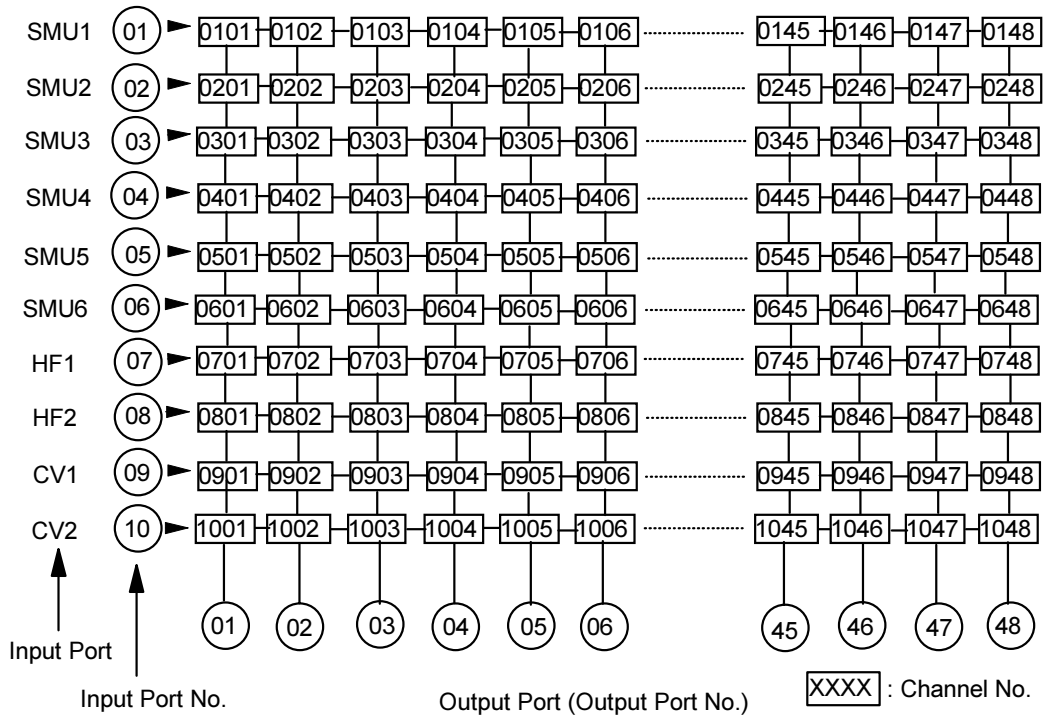 SMU1 01 0101 0102 0103 0104 0105 0106 0145 0146 0147 0148
SMU2 02 0201 0202 0203 0204 0205 0206 0245 0246 0247 0248
SMU3 03 0301 0302 0303 0304 0305 0306 0345 0346 0347 0348
SMU4 04 0401 0402 0403 0404 0405 0406 0445 0446 0447 0448
SMU5 05 0501 0502 0503 0504 0505 0506 0545 0546 0547 0548
SMU6 06 0601 0602 0603 0604 0605 0606 0645 0646 0647 0648
HF1 07 0701 0702 0703 0704 0705 0706 0745 0746 0747 0748
HF2 08 0801 0802 0803 0804 0805 0806 0845 0846 0847 0848
CV1 09 0901 0902 0903 0904 0905 0906 0945 0946 0947 0948
CV2 10 1001 1002 1003 1004 1005 1006 1045 1046 1047 1048
01 02 03 04 05 06 45 46 47 48
Input Port
Input Port No.
Output Port (Output Port No.)
XXXX : Channel No.